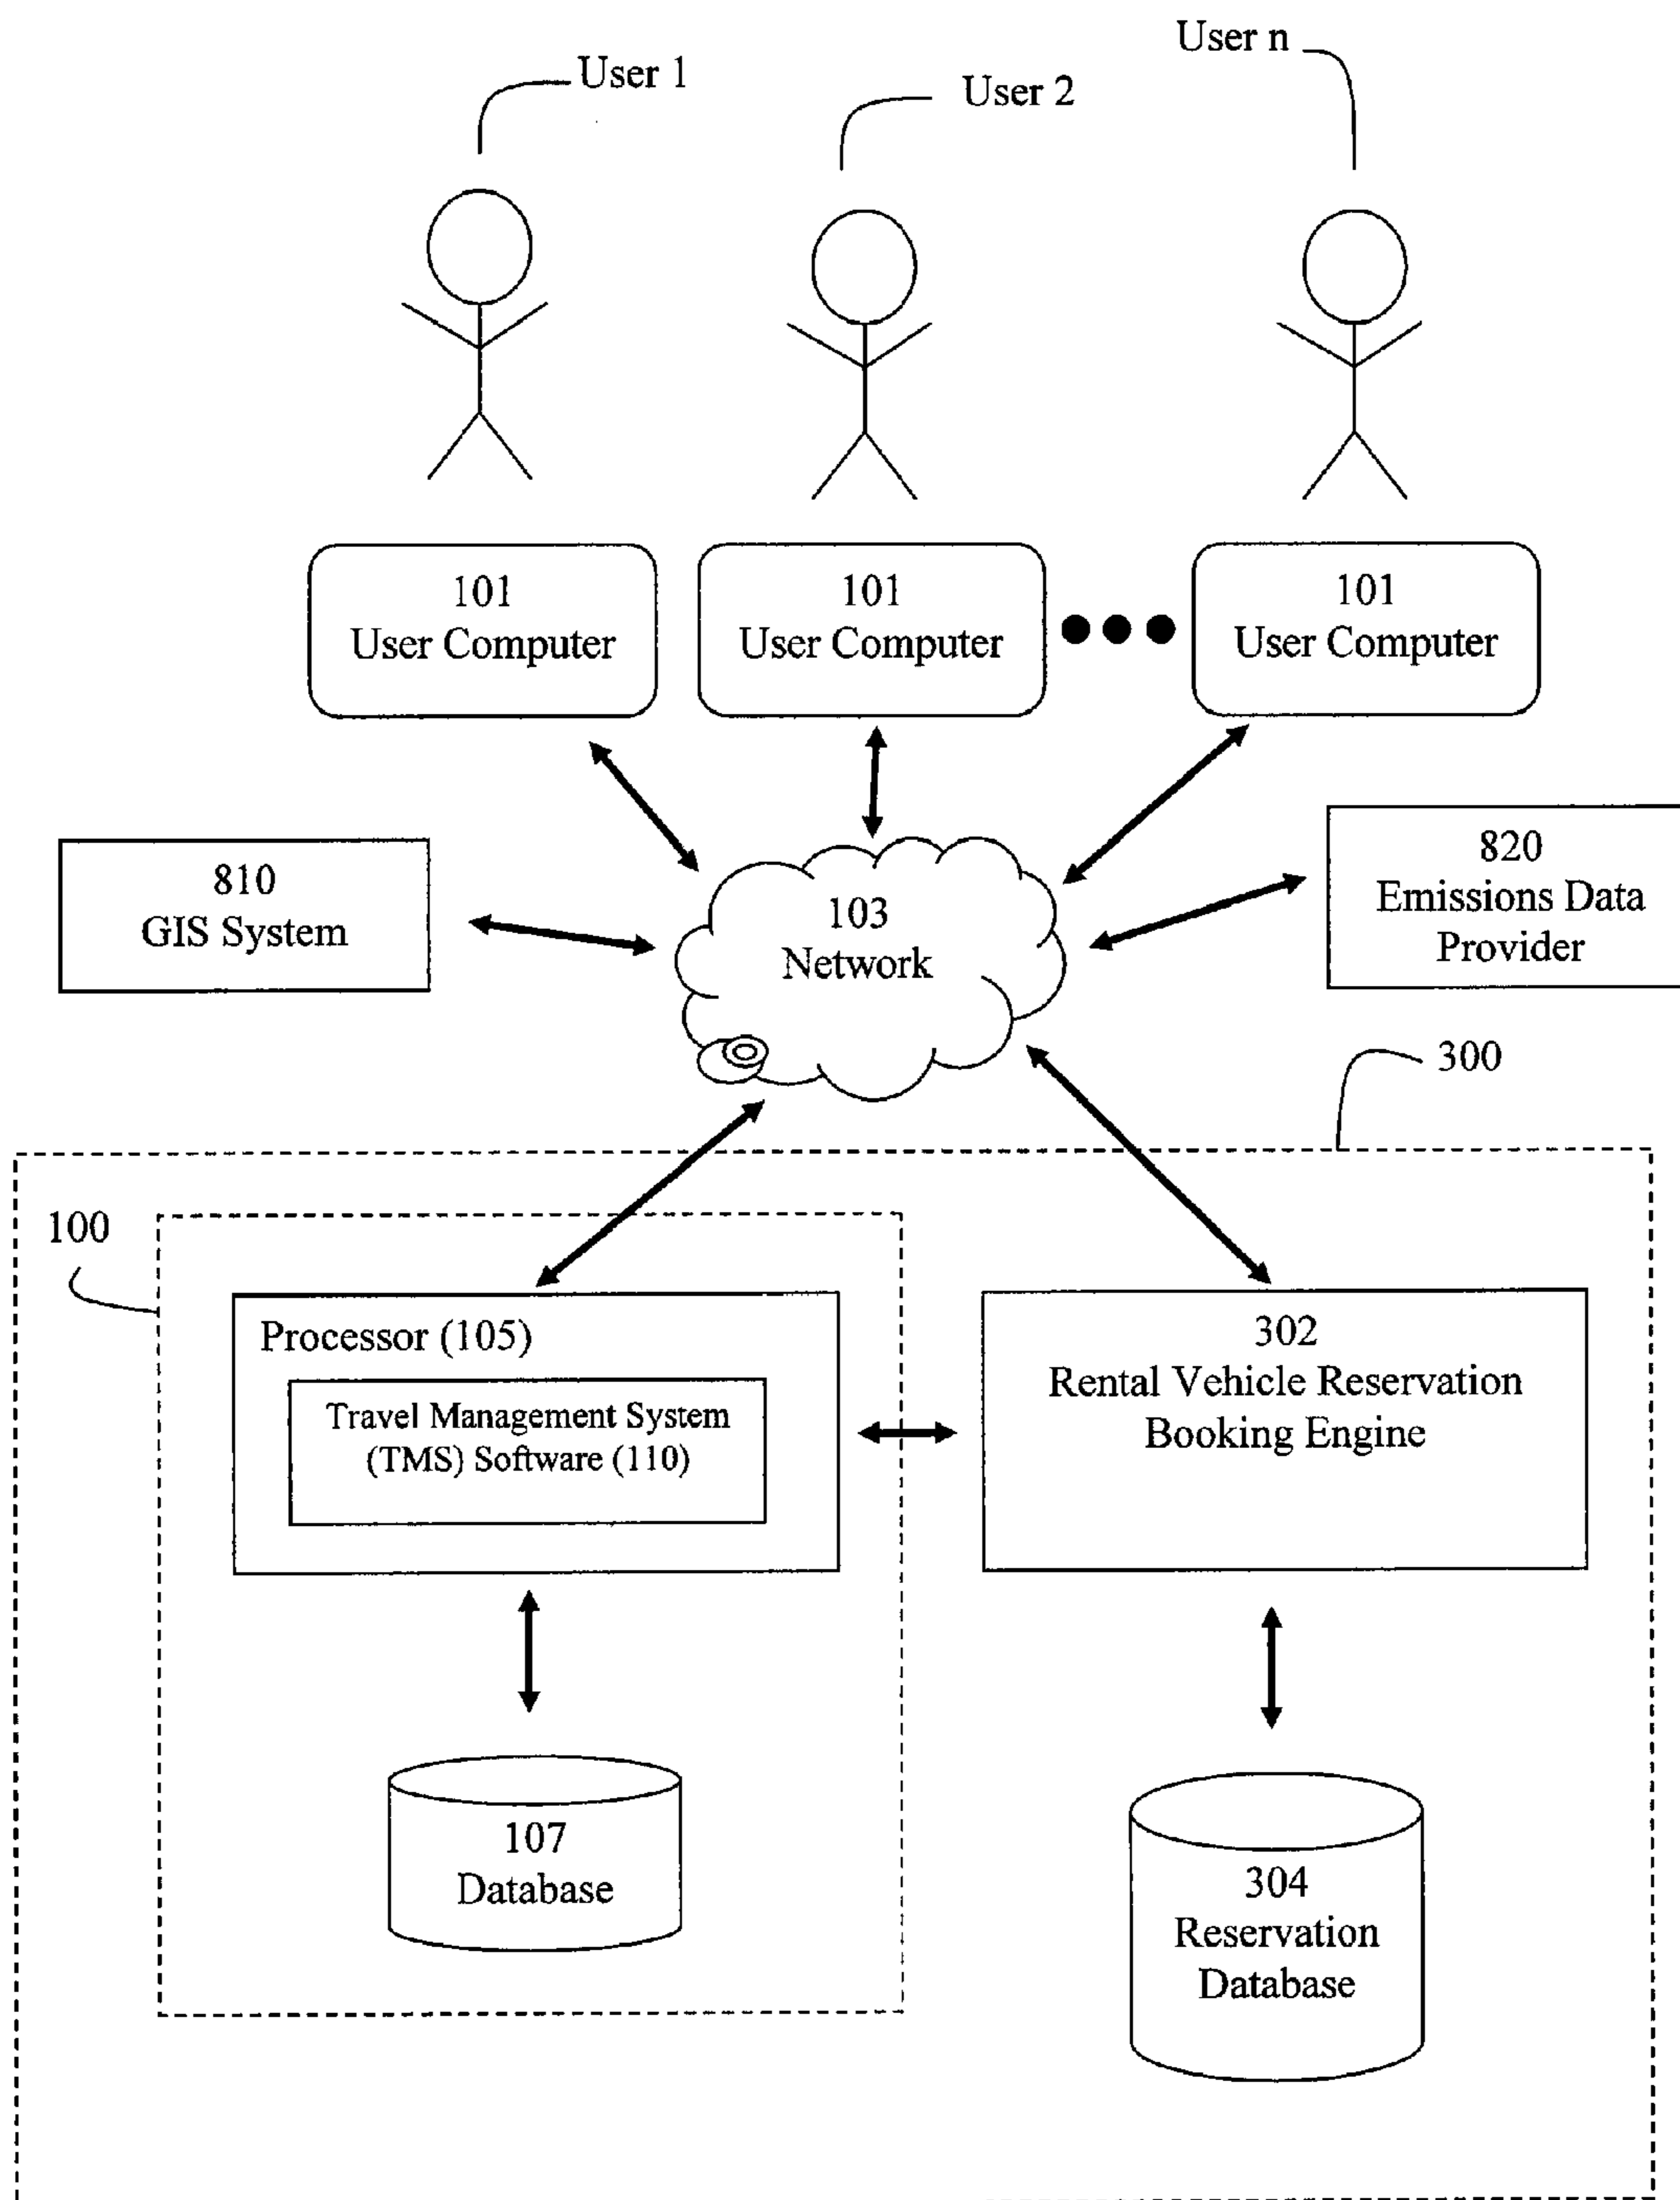 User n
User 1
User 2
101
User Computer
101
User Computer
101
User Computer
810
GIS System
103
Network
820
Emissions Data
Provider
300
100
Processor (105)
Travel Management System
(TMS) Software (110)
302
Rental Vehicle Reservation
Booking Engine
107
Database
304
Reservation
Database